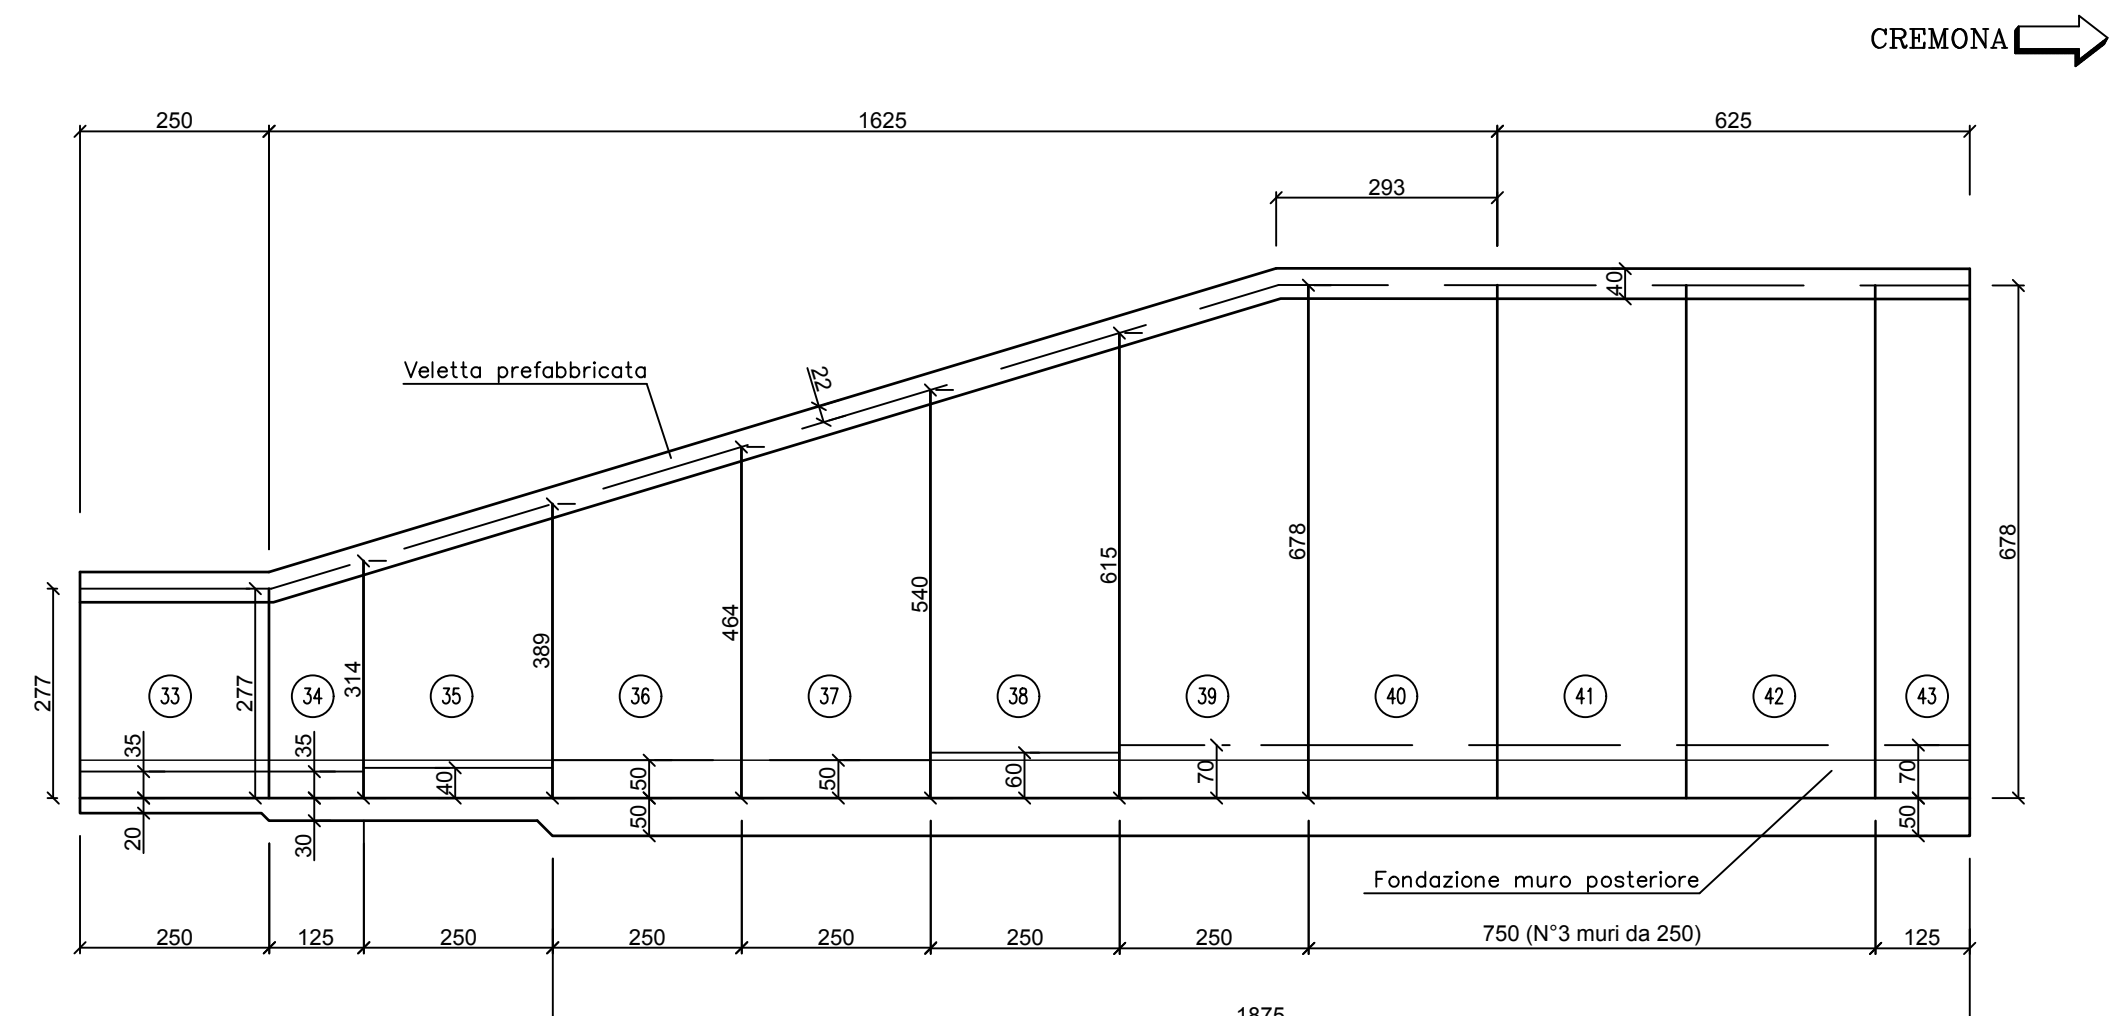 CREMONA
250 1625 625
293
40
Veletta prefabbricata
22
277 277 314 389 464 540 615 678 678
33 34 35 36 37 38 39 40 41 42 43
35 35 40 50 50 60 70 70
20 30 50 50
Fondazione muro posteriore
250 125 250 250 250 250 250 750 (N°3 muri da 250) 125
1875